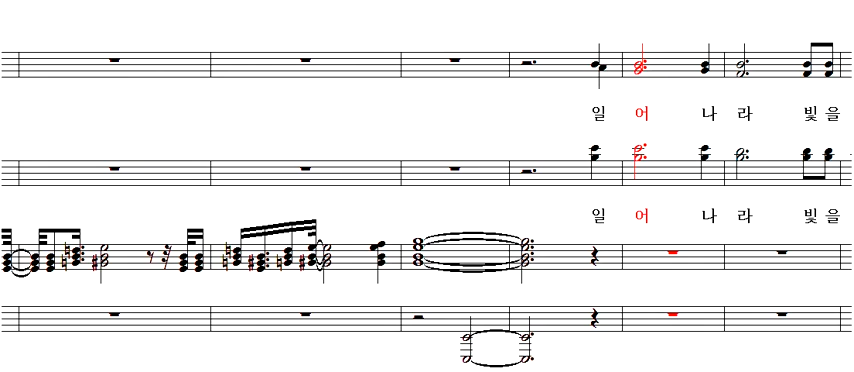 일 어 나 라 빛 을
일 어 나 라 빛 을